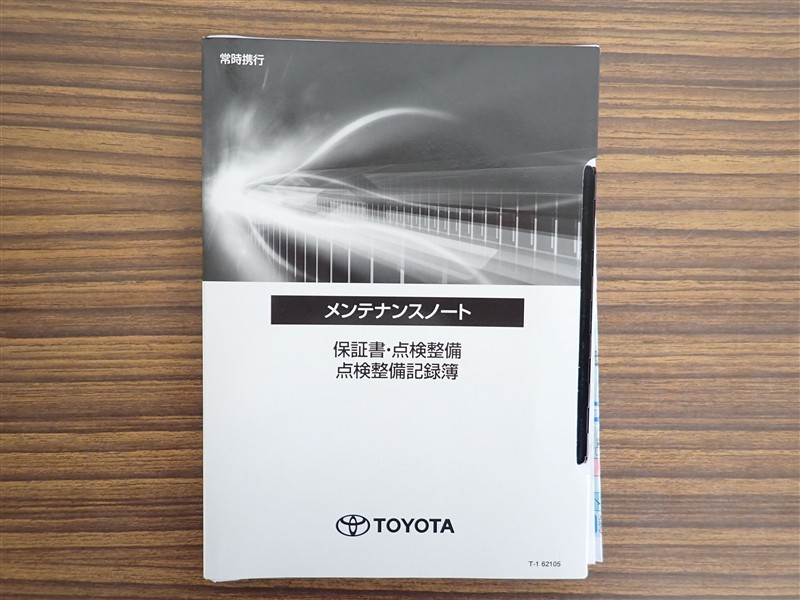 常時携行
メンテナンスノート
保証書・点検整備
点検整備記録簿
TOYOTA
T-1 62105